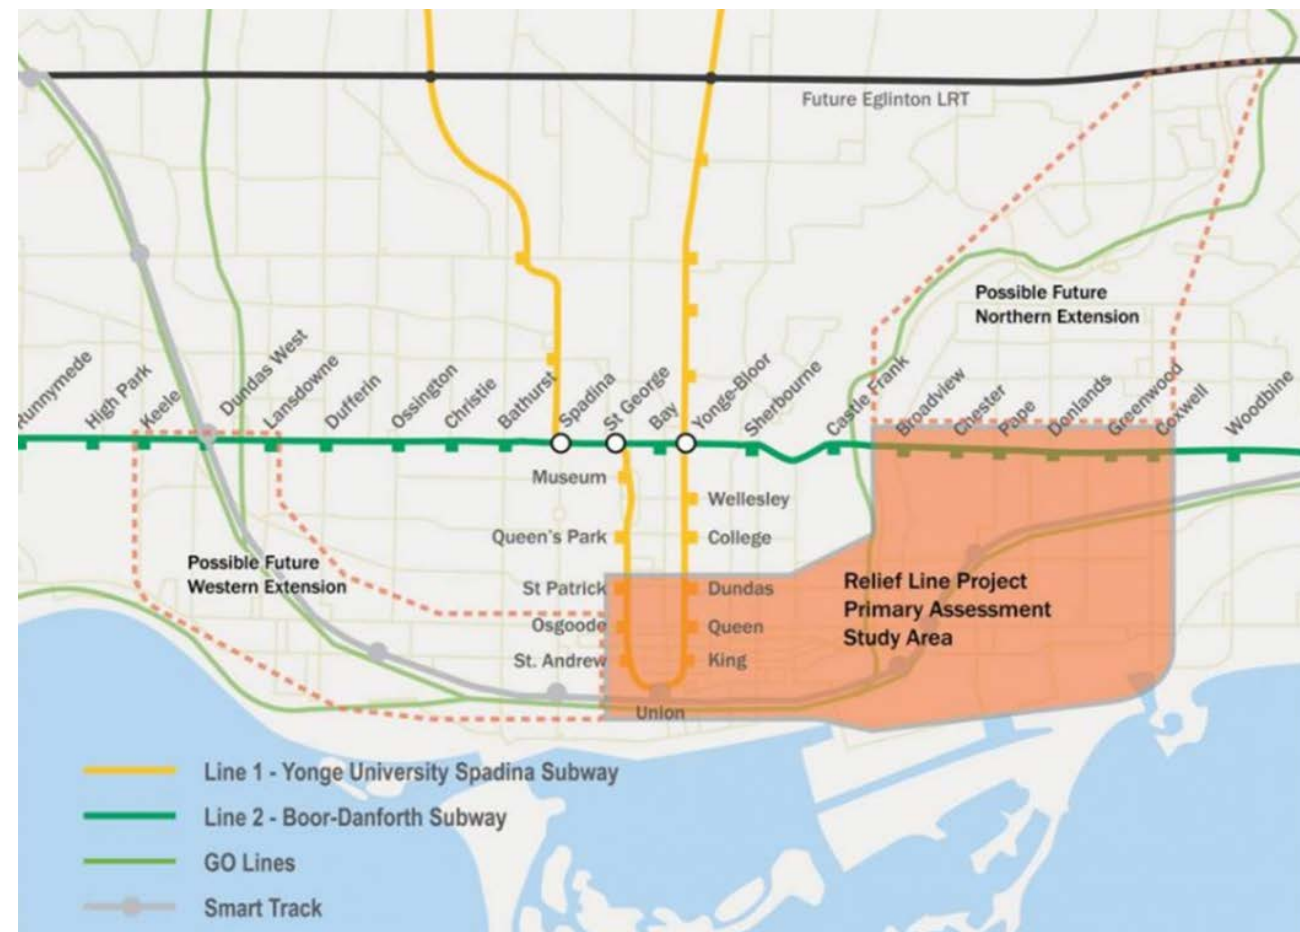 Future Eglinton LRT
Possible Future
Northern Extension
Runnymede
High Park
Keele
Dundas West
Lansdowne
Dufferin
Ossington
Christie
Bathurst
Spadina
St George
Bay
Yonge-Bloor
Sherbourne
Castle Frank
Broadview
Chester
Pape
Donlands
Greenwood
Coxwell
Woodbine
Museum
Wellesley
Queen's Park
College
Possible Future
Western Extension
St Patrick
Dundas
Osgoode
Queen
St. Andrew
King
Union
Relief Line Project
Primary Assessment
Study Area
Line 1 - Yonge University Spadina Subway
Line 2 - Boor-Danforth Subway
GO Lines
Smart Track